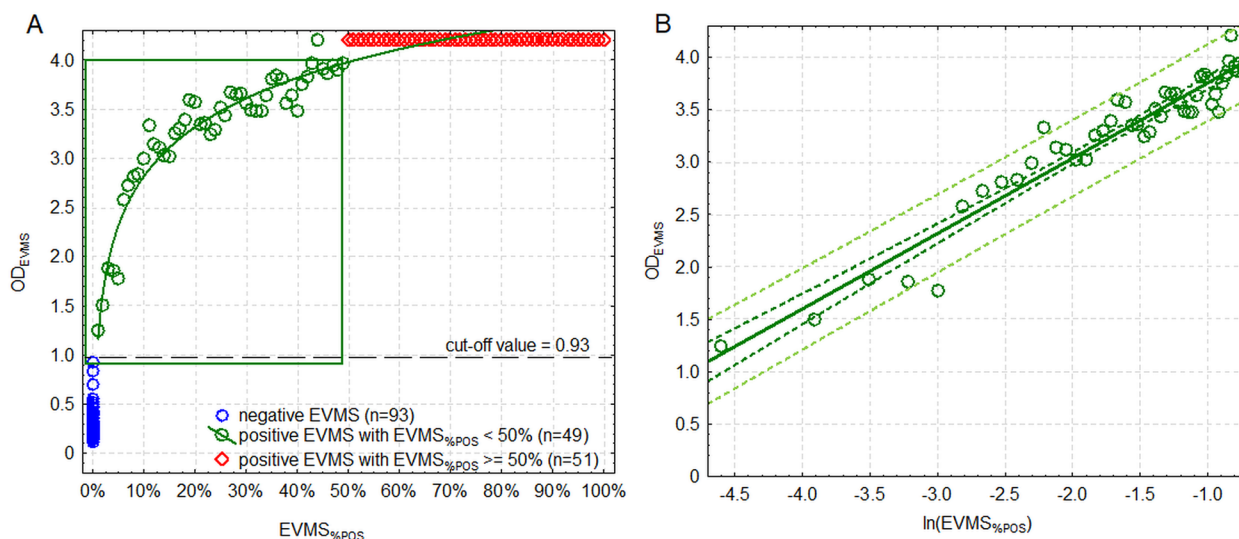 A
4.0
3.5
3.0
2.5
2.0
1.5
1.0
0.5
0
OD_EVMS
cut-off value = 0.93
negative EVMS (n=93)
positive EVMS with EVMS_%POS < 50% (n=49)
positive EVMS with EVMS_%POS >= 50% (n=51)
0% 10% 20% 30% 40% 50% 60% 70% 80% 90% 100%
EVMS_%POS
B
4.0
3.5
3.0
2.5
2.0
1.5
1.0
0.5
0
OD_EVMS
-4.5 -4.0 -3.5 -3.0 -2.5 -2.0 -1.5 -1.0
ln(EVMS_%POS)